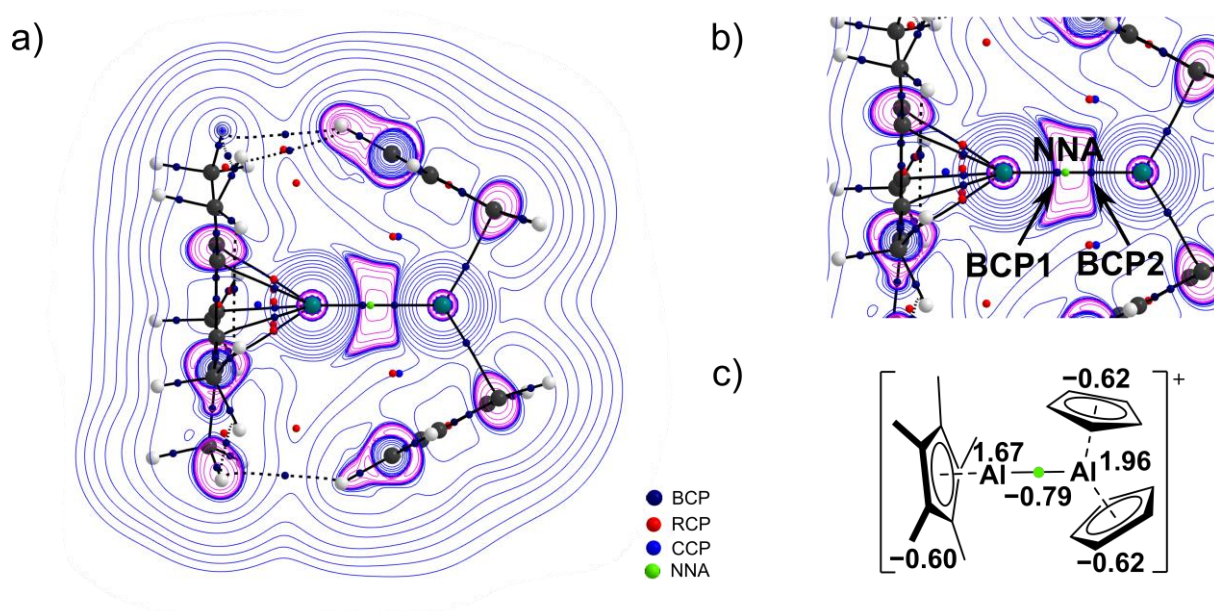 a)
b)
NNA
BCP1
BCP2
BCP
RCP
CCP
NNA
c)
−0.62
+
1.67
1.96
Al
Al
−0.79
−0.60
−0.62